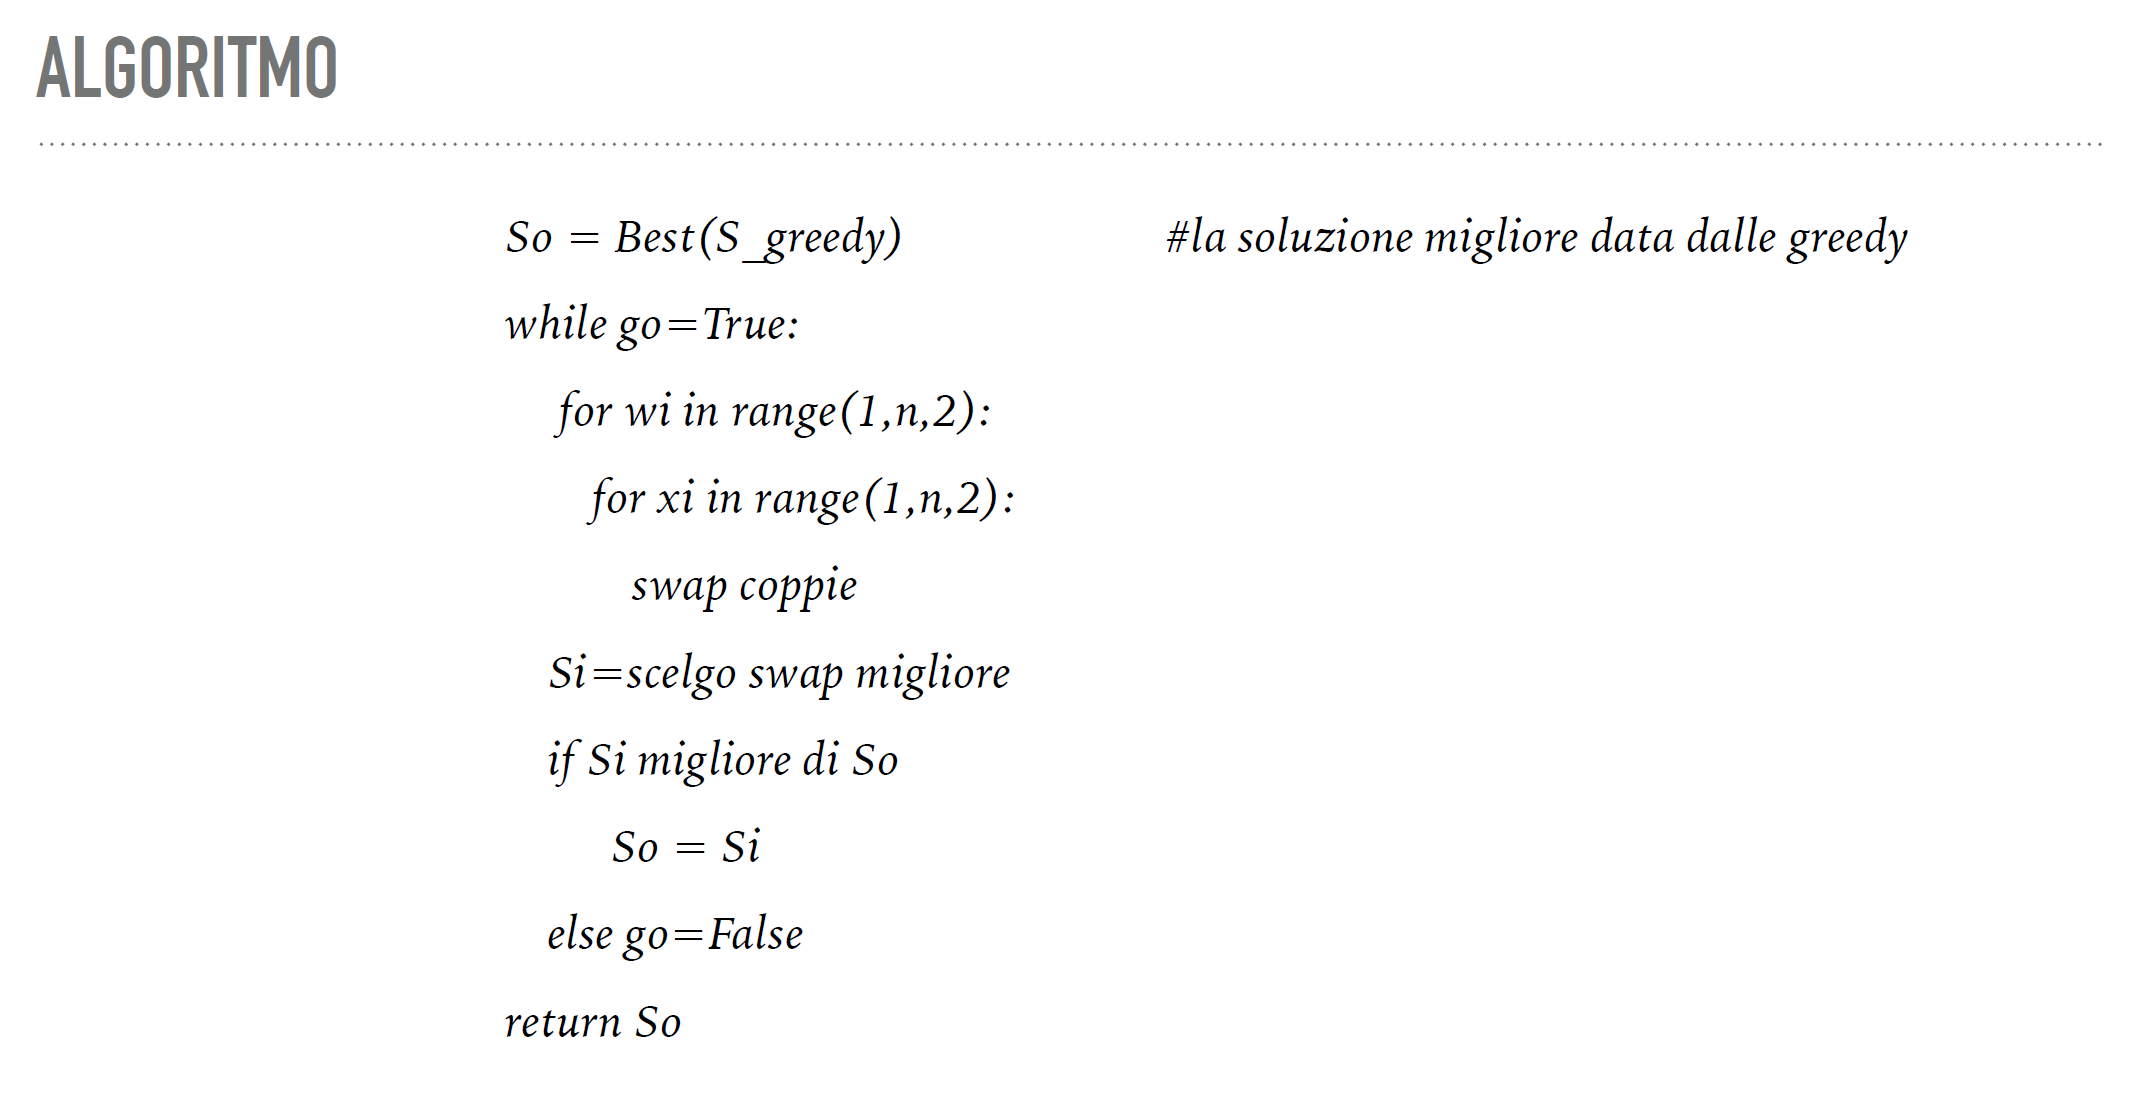 ALGORITMO
So = Best(S_greedy) #la soluzione migliore data dalle greedy
while go=True:
for wi in range(1,n,2):
for xi in range(1,n,2):
swap coppie
Si=scelgo swap migliore
if Si migliore di So
So = Si
else go=False
return So